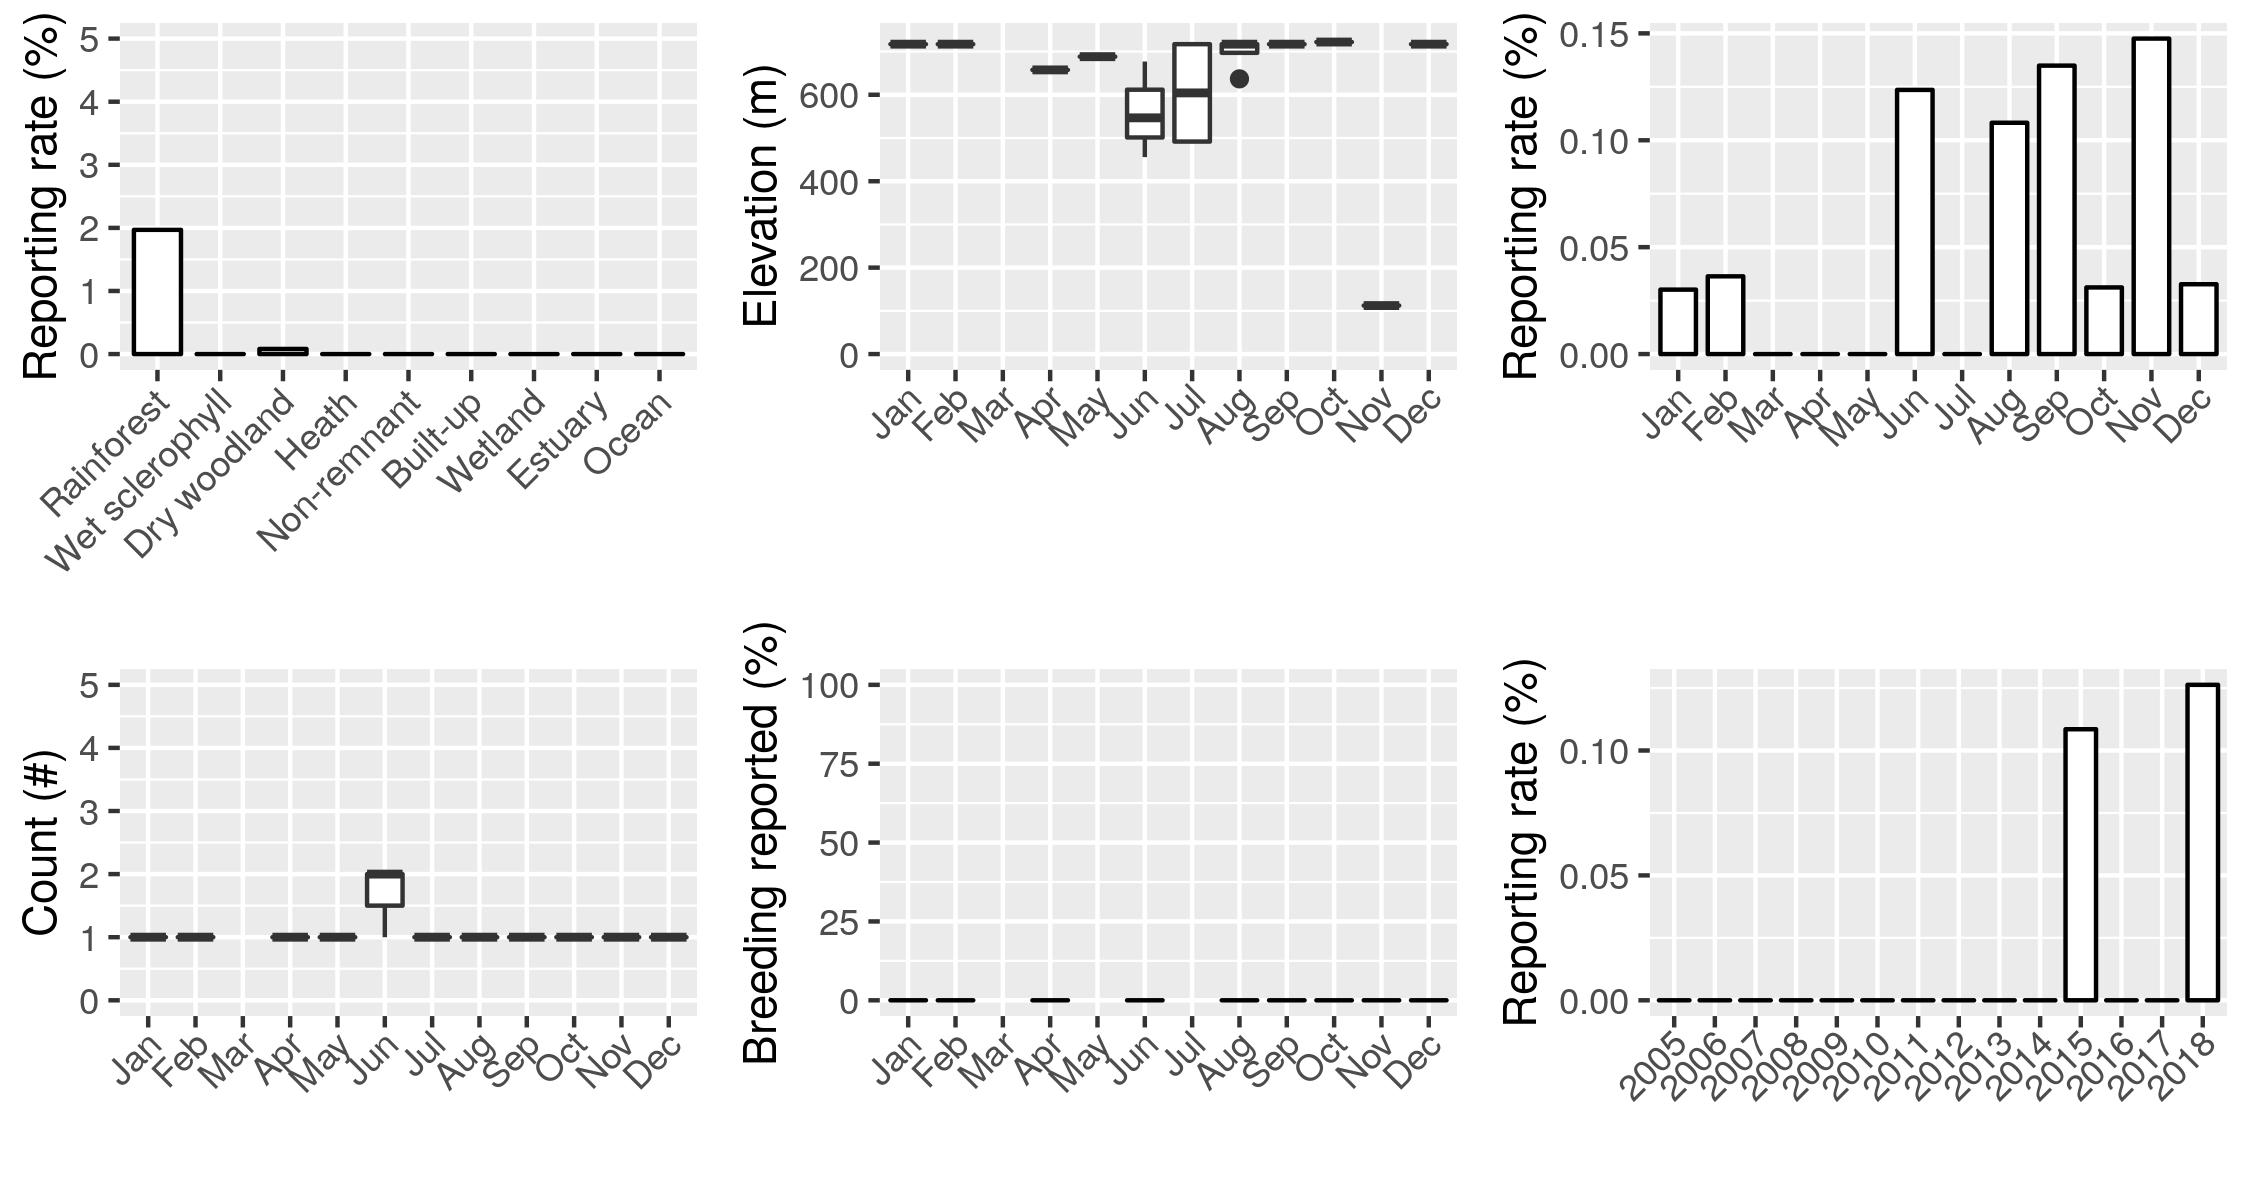 Reporting rate (%)
5
4
3
2
1
0
Rainforest
Wet sclerophyll
Dry woodland
Heath
Non-remnant
Built-up
Wetland
Estuary
Ocean
Elevation (m)
600
400
200
0
Jan Feb Mar Apr May Jun Jul Aug Sep Oct Nov Dec
Reporting rate (%)
0.15
0.10
0.05
0.00
Jan Feb Mar Apr May Jun Jul Aug Sep Oct Nov Dec
Count (#)
5
4
3
2
1
0
Jan Feb Mar Apr May Jun Jul Aug Sep Oct Nov Dec
Breeding reported (%)
100
75
50
25
0
Jan Feb Mar Apr May Jun Jul Aug Sep Oct Nov Dec
Reporting rate (%)
0.10
0.05
0.00
2005 2006 2007 2008 2009 2010 2011 2012 2013 2014 2015 2016 2017 2018